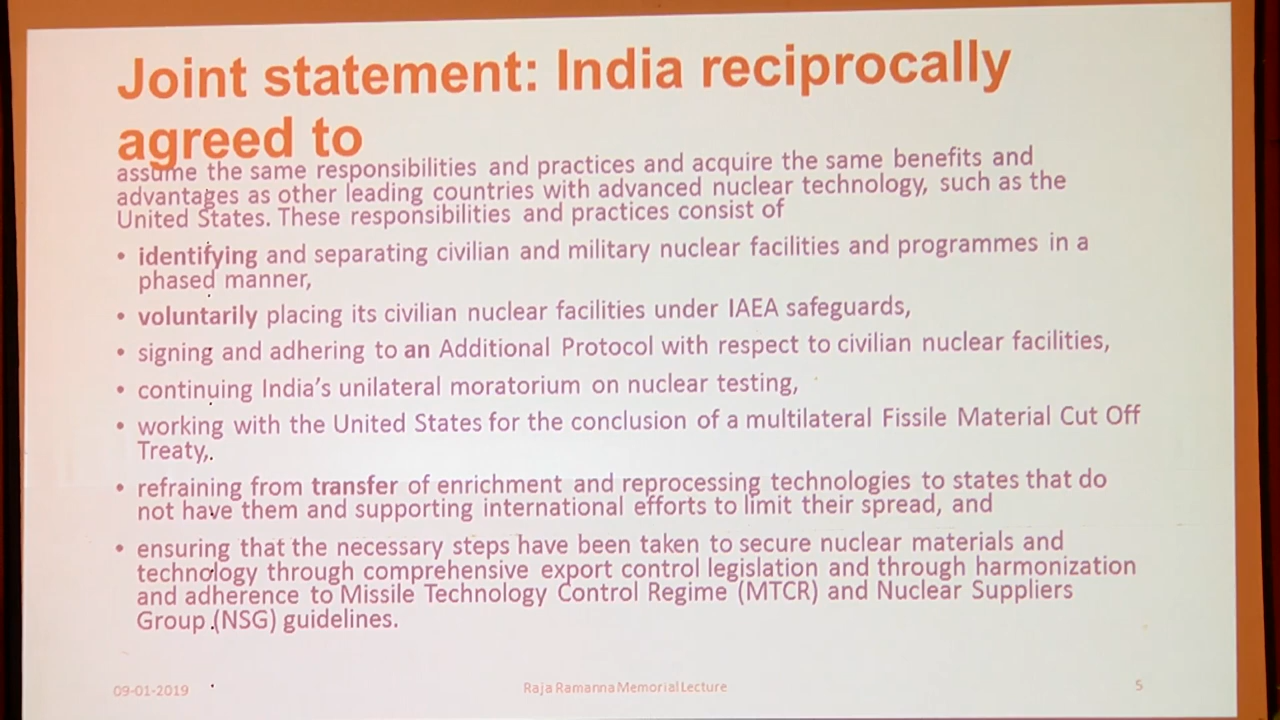 Joint statement: India reciprocally
agreed to
assume the same responsibilities and practices and acquire the same benefits and
advantages as other leading countries with advanced nuclear technology, such as the
United States. These responsibilities and practices consist of
• identifying and separating civilian and military nuclear facilities and programmes in a
phased manner,
• voluntarily placing its civilian nuclear facilities under IAEA safeguards,
• signing and adhering to an Additional Protocol with respect to civilian nuclear facilities,
• continuing India's unilateral moratorium on nuclear testing,
• working with the United States for the conclusion of a multilateral Fissile Material Cut Off
Treaty,.
• refraining from transfer of enrichment and reprocessing technologies to states that do
not have them and supporting international efforts to limit their spread, and
• ensuring that the necessary steps have been taken to secure nuclear materials and
technology through comprehensive export control legislation and through harmonization
and adherence to Missile Technology Control Regime (MTCR) and Nuclear Suppliers
Group (NSG) guidelines.
09-01-2019 Raja Ramanna Memorial Lecture 5